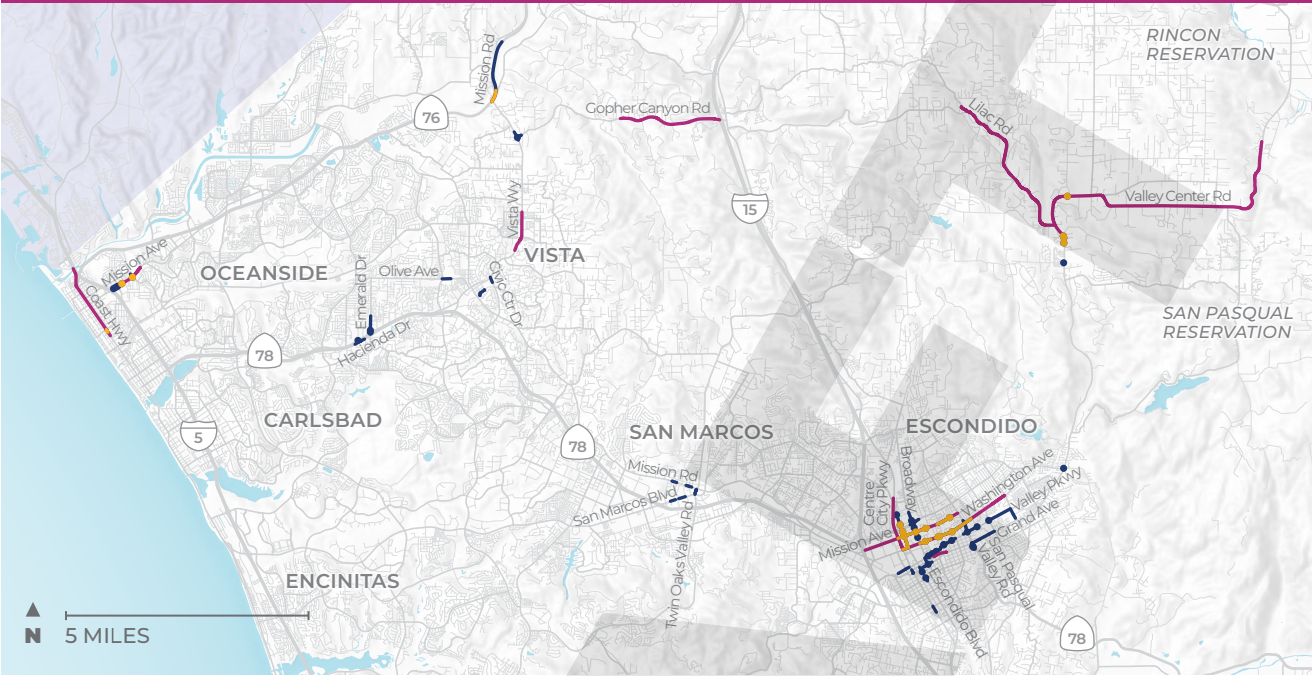 RINCON
RESERVATION
Mission Rd
76
Gopher Canyon Rd
Lilac Rd
Valley Center Rd
15
Vista Wy
VISTA
Mission Ave
OCEANSIDE
Emerald Dr
Olive Ave
Civic Ctr Dr
Coast Hwy
Hacienda Dr
78
SAN PASQUAL
RESERVATION
CARLSBAD
5
78
SAN MARCOS
ESCONDIDO
Mission Rd
San Marcos Blvd
Twin Oaks Valley Rd
Centre
City Pkwy
Broadway
Washington Ave
Valley Pkwy
Grand Ave
Mission Ave
San Pasqual
Valley Rd
Escondido Blvd
ENCINITAS
78
N
5 MILES